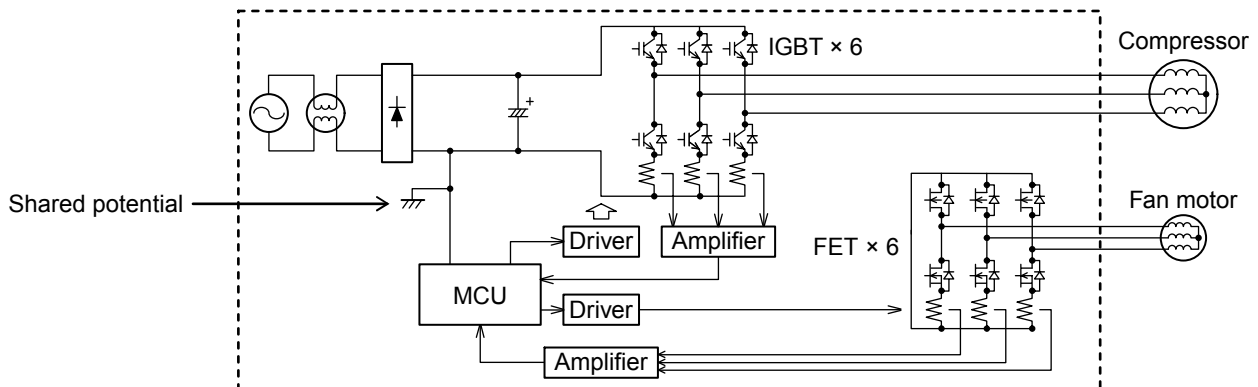 IGBT × 6
Compressor
+
Shared potential
Fan motor
Driver
Amplifier
FET × 6
MCU
Driver
Amplifier